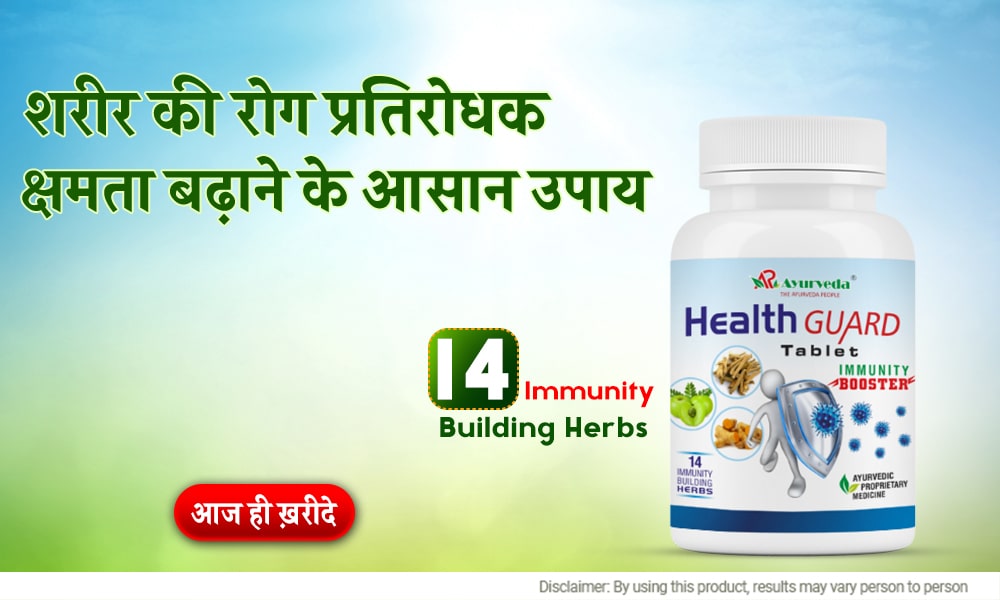 शरीर की रोग प्रतिरोधक
क्षमता बढ़ाने के आसान उपाय
14 Immunity
Building Herbs
आज ही ख़रीदे
AR Ayurveda®
THE AYURVEDA PEOPLE
Health GUARD
Tablet
IMMUNITY
BOOSTER
14
IMMUNITY
BUILDING
HERBS
AYURVEDIC
PROPRIETARY
MEDICINE
Disclaimer: By using this product, results may vary person to person